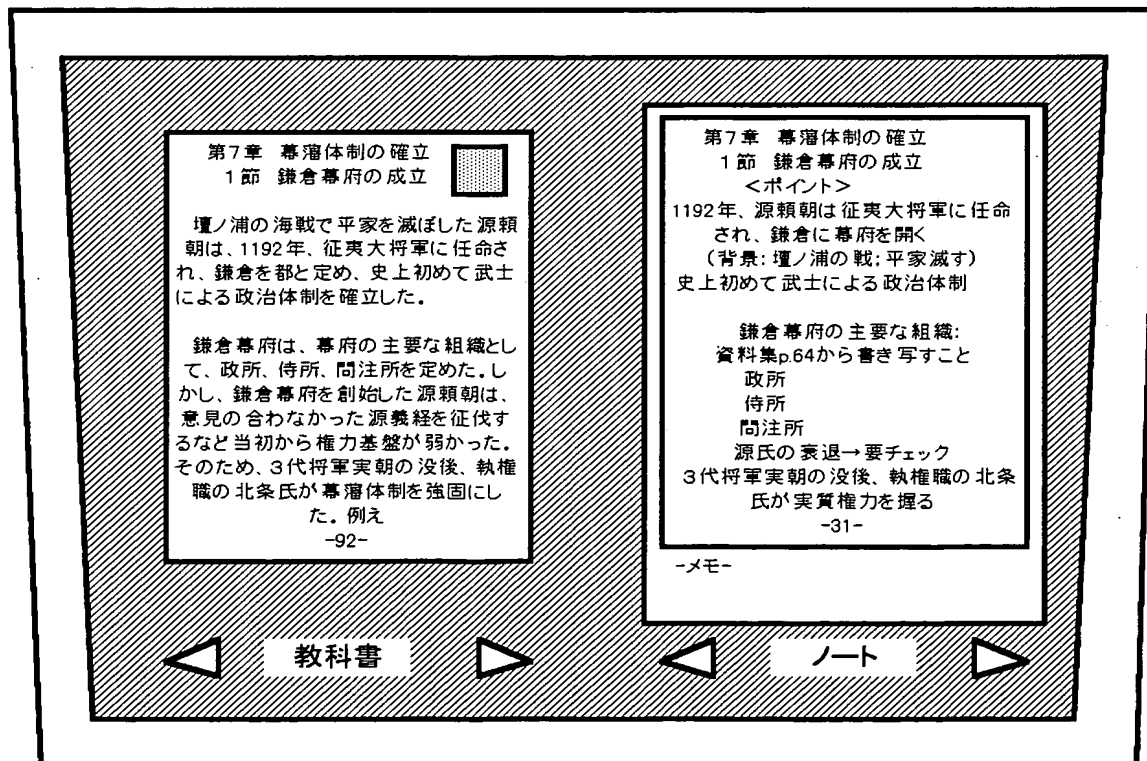 第7章 幕藩体制の確立
1節 鎌倉幕府の成立
壇ノ浦の海戦で平家を滅ぼした源頼
朝は、1192年、征夷大将軍に任命さ
れ、鎌倉を都と定め、史上初めて武士
による政治体制を確立した。
鎌倉幕府は、幕府の主要な組織とし
て、政所、侍所、問注所を定めた。し
かし、鎌倉幕府を創始した源頼朝は、
意見の合わなかった源義経を征伐す
るなど当初から権力基盤が弱かった。
そのため、3代将軍実朝の没後、執権
職の北条氏が幕藩体制を強固にし
た。例え
-92-
教科書
第7章 幕藩体制の確立
1節 鎌倉幕府の成立
<ポイント>
1192年、源頼朝は征夷大将軍に任命
され、鎌倉に幕府を開く
(背景:壇ノ浦の戦;平家滅す)
史上初めて武士による政治体制
鎌倉幕府の主要な組織:
資料集p.64から書き写すこと
政所
侍所
問注所
源氏の衰退→要チェック
3代将軍実朝の没後、執権職の北条
氏が実質権力を握る
-31-
-メモ-
ノート